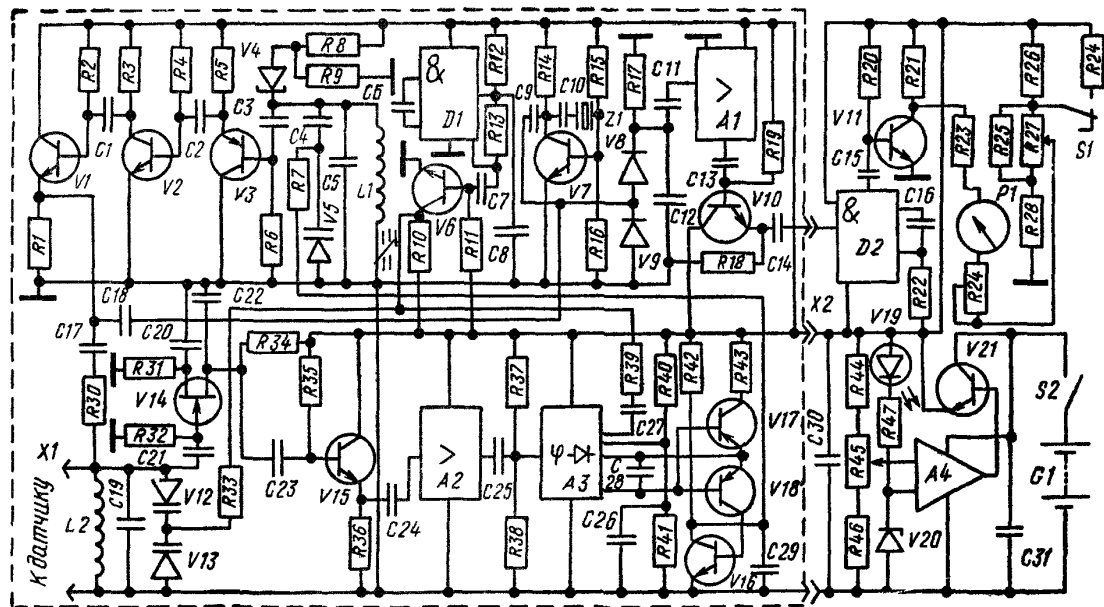 R2
R3
R4
R5
V4
R8
R9
C6
&
D1
R12
R13
R14
C9
C10
R15
Z1
R17
C11
>
A1
R19
R20
R21
R26
R24
V1
C1
V2
C2
V3
C3
C4
R7
C5
L1
V5
R6
V6
C7
V7
V8
C13
V10
V11
C15
R23
R25
R27
S1
R1
R10
R11
C8
R16
V9
C12
R18
C14
&
D2
C16
P1
R28
R22
R24
C17
C18
C20
C22
X2
V19
R31
V14
R34
R35
R37
R39
R40
R42
R43
C30
R44
R47
V21
S2
R30
R32
C21
X1
C23
V15
>
A2
C25
φ
A3
C27
C28
V17
V18
R45
A4
G1
К датчику
L2
C19
V12
V13
R33
R36
C24
R38
C26
R41
V16
C29
R46
V20
C31